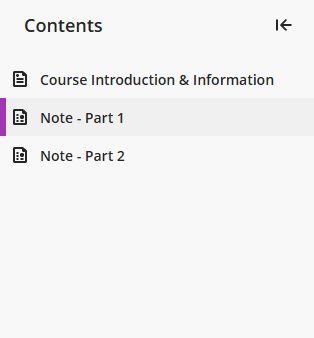 Contents
Course Introduction & Information
Note - Part 1
Note - Part 2